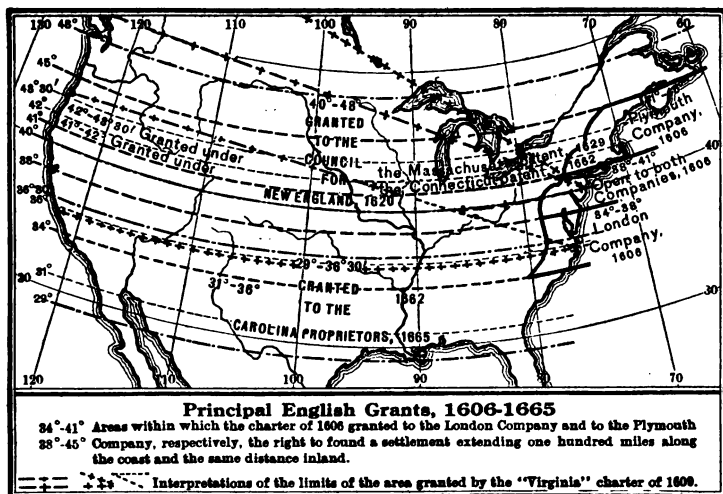 130 48° 120 110 100 90 80 70 60
45°
43° 30'
42°
41°
40°
38°
36° 30'
36°
34°
31°
30
29°
42°-43° 30' Granted under
41°-42° Granted under
the Massachusetts Patent, 1629
the Connecticut Patent, 1662
40°-48°
GRANTED
TO THE
COUNCIL
FOR
NEW ENGLAND, 1620
Plymouth
Company,
1606
40
38°-41°
Open to both
Companies, 1606
34°-38°
London
Company,
1606
29°-36° 30'
31°-36°
GRANTED
TO THE
CAROLINA PROPRIETORS, 1665
1662
30
120 110 100 90 80 70
Principal English Grants, 1606-1665
34°-41° Areas within which the charter of 1606 granted to the London Company and to the Plymouth
38°-45° Company, respectively, the right to found a settlement extending one hundred miles along
the coast and the same distance inland.
Interpretations of the limits of the area granted by the "Virginia" charter of 1609.